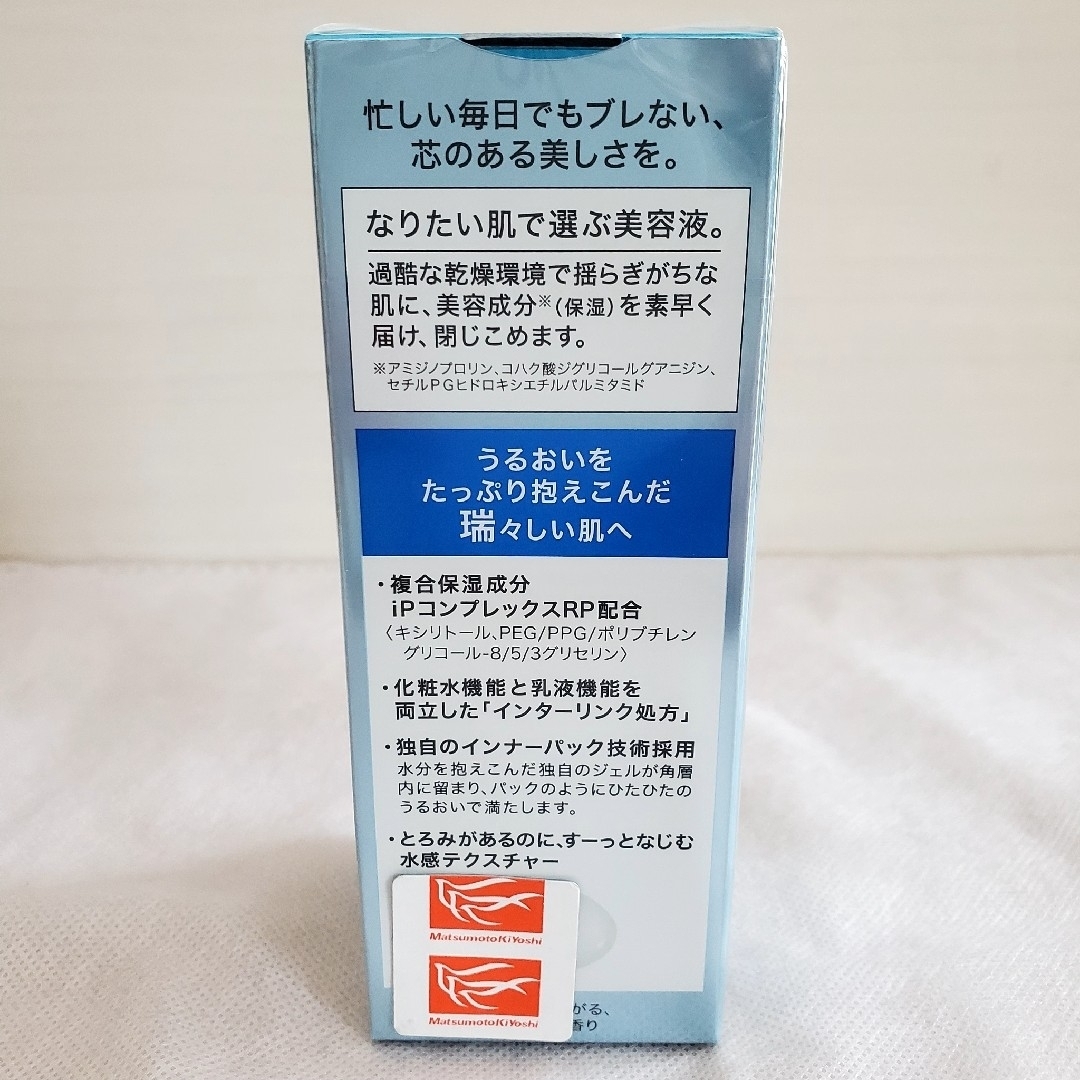 忙しい毎日でもブレない、
芯のある美しさを。
なりたい肌で選ぶ美容液。
過酷な乾燥環境で揺らぎがちな
肌に、美容成分※(保湿)を素早く
届け、閉じこめます。
※アミジノプロリン、コハク酸ジグリコールグアニジン、
セチルPGヒドロキシエチルパルミタミド
うるおいを
たっぷり抱えこんだ
瑞々しい肌へ
・複合保湿成分
iPコンプレックスRP配合
〈キシリトール、PEG/PPG/ポリブチレン
グリコール-8/5/3グリセリン〉
・化粧水機能と乳液機能を
両立した「インターリンク処方」
・独自のインナーパック技術採用
水分を抱えこんだ独自のジェルが角層
内に留まり、パックのようにひたひたの
うるおいで満たします。
・とろみがあるのに、すーっとなじむ
水感テクスチャー
MatsumotoKiYoshi
MatsumotoKiYoshi
がる、
香り